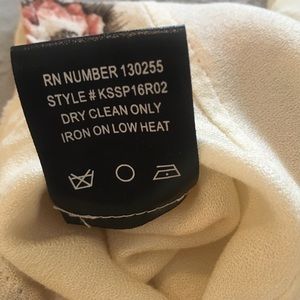 RN NUMBER 130255
STYLE # KSSP16R02
DRY CLEAN ONLY
IRON ON LOW HEAT